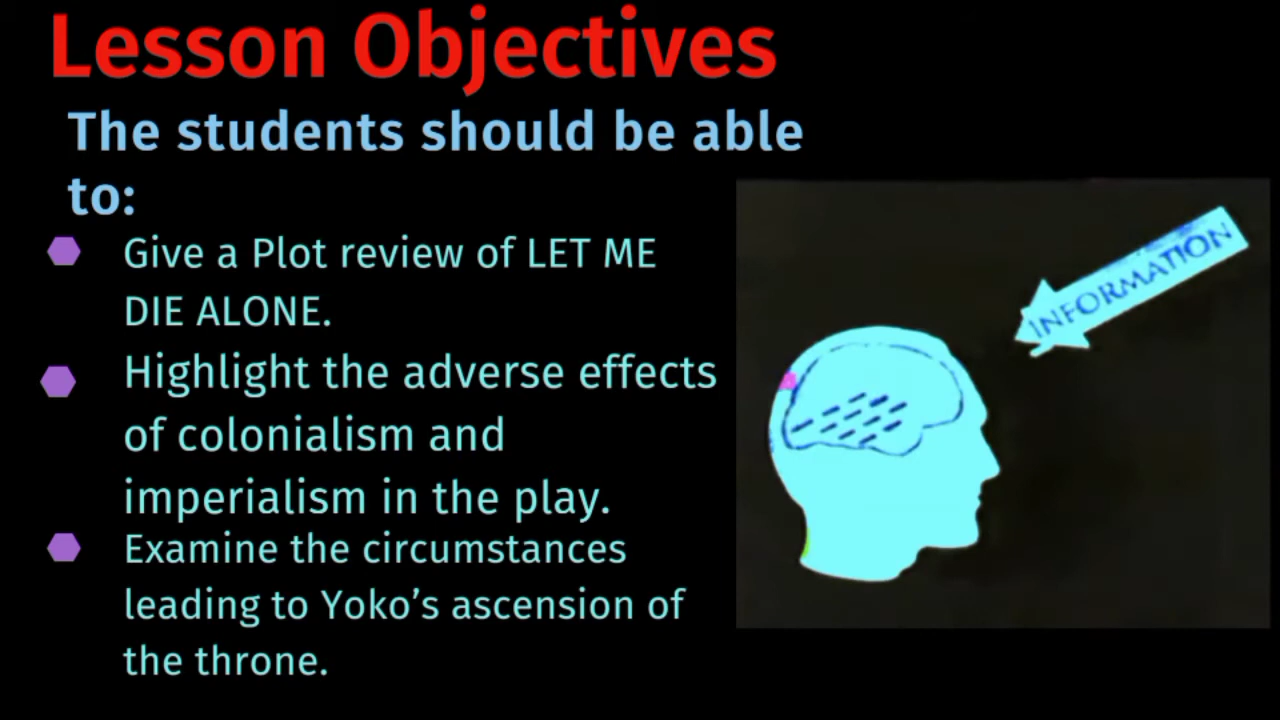 Lesson Objectives
The students should be able
to:
Give a Plot review of LET ME
DIE ALONE.
Highlight the adverse effects
of colonialism and
imperialism in the play.
Examine the circumstances
leading to Yoko’s ascension of
the throne.
INFORMATION